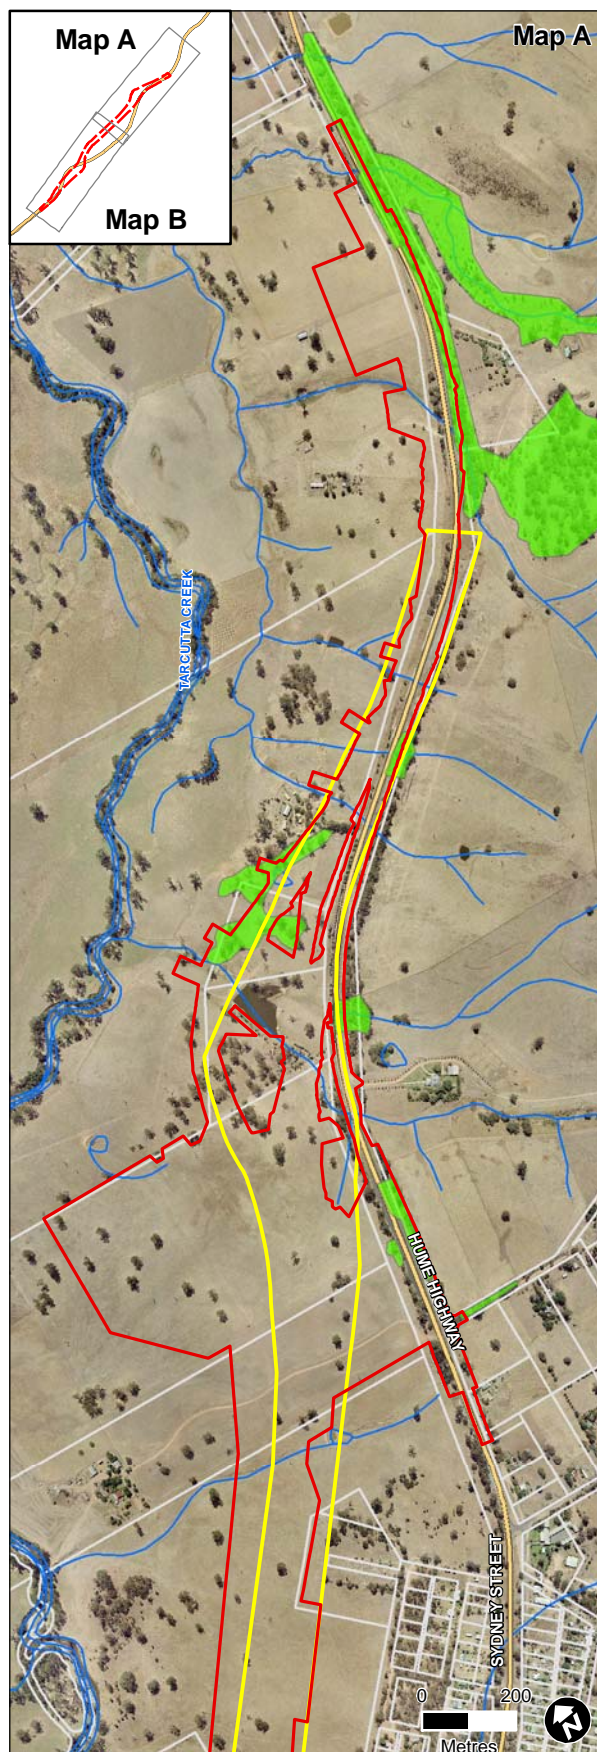 Map A
Map B
Map A
TARCUTTA CREEK
HUME HIGHWAY
SYDNEY STREET
0 200
Metres
N